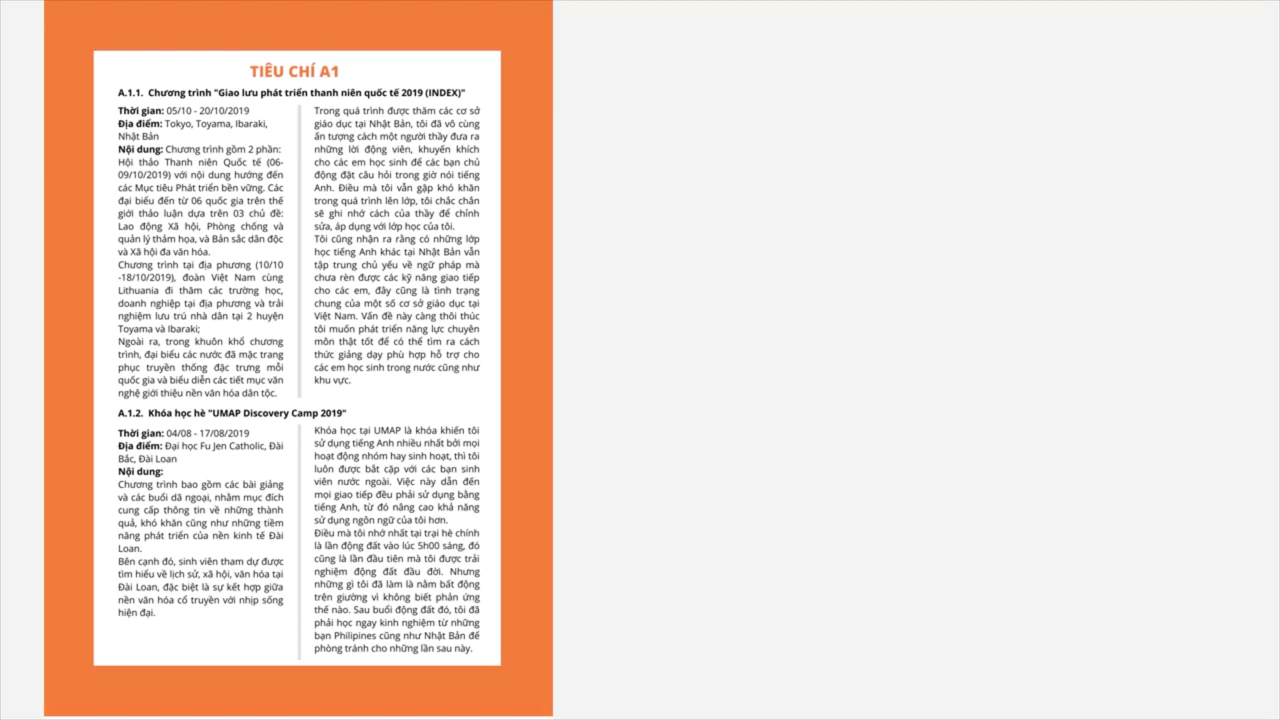 TIÊU CHÍ A1
A.1.1. Chương trình "Giao lưu phát triển thanh niên quốc tế 2019 (INDEX)"
Thời gian: 05/10 - 20/10/2019
Địa điểm: Tokyo, Toyama, Ibaraki,
Nhật Bản
Nội dung: Chương trình gồm 2 phần:
Hội thảo Thanh niên Quốc tế (06-
09/10/2019) với nội dung hướng đến
các Mục tiêu Phát triển bền vững. Các
đại biểu đến từ 06 quốc gia trên thế
giới thảo luận dựa trên 03 chủ đề:
Lao động Xã hội, Phòng chống và
quản lý thảm họa, và Bản sắc dân độc
và Xã hội đa văn hóa.
Chương trình tại địa phương (10/10
-18/10/2019), đoàn Việt Nam cùng
Lithuania đi thăm các trường học,
doanh nghiệp tại địa phương và trải
nghiệm lưu trú nhà dân tại 2 huyện
Toyama và Ibaraki;
Ngoài ra, trong khuôn khổ chương
trình, đại biểu các nước đã mặc trang
phục truyền thống đặc trưng mỗi
quốc gia và biểu diễn các tiết mục văn
nghệ giới thiệu nền văn hóa dân tộc.
Trong quá trình được thăm các cơ sở
giáo dục tại Nhật Bản, tôi đã vô cùng
ấn tượng cách một người thầy đưa ra
những lời động viên, khuyến khích
cho các em học sinh để các bạn chủ
động đặt câu hỏi trong giờ nói tiếng
Anh. Điều mà tôi vẫn gặp khó khăn
trong quá trình lên lớp, tôi chắc chắn
sẽ ghi nhớ cách của thầy để chỉnh
sửa, áp dụng với lớp học của tôi.
Tôi cũng nhận ra rằng có những lớp
học tiếng Anh khác tại Nhật Bản vẫn
tập trung chủ yếu về ngữ pháp mà
chưa rèn được các kỹ năng giao tiếp
cho các em, đây cũng là tình trạng
chung của một số cơ sở giáo dục tại
Việt Nam. Vấn đề này càng thôi thúc
tôi muốn phát triển năng lực chuyên
môn thật tốt để có thể tìm ra cách
thức giảng dạy phù hợp hỗ trợ cho
các em học sinh trong nước cũng như
khu vực.
A.1.2. Khóa học hè "UMAP Discovery Camp 2019"
Thời gian: 04/08 - 17/08/2019
Địa điểm: Đại học Fu Jen Catholic, Đài
Bắc, Đài Loan
Nội dung:
Chương trình bao gồm các bài giảng
và các buổi dã ngoại, nhằm mục đích
cung cấp thông tin về những thành
quả, khó khăn cũng như những tiềm
năng phát triển của nền kinh tế Đài
Loan.
Bên cạnh đó, sinh viên tham dự được
tìm hiểu về lịch sử, xã hội, văn hóa tại
Đài Loan, đặc biệt là sự kết hợp giữa
nền văn hóa cổ truyền với nhịp sống
hiện đại.
Khóa học tại UMAP là khóa khiến tôi
sử dụng tiếng Anh nhiều nhất bởi mọi
hoạt động nhóm hay sinh hoạt, thì tôi
luôn được bắt cặp với các bạn sinh
viên nước ngoài. Việc này dẫn đến
mọi giao tiếp đều phải sử dụng bằng
tiếng Anh, từ đó nâng cao khả năng
sử dụng ngôn ngữ của tôi hơn.
Điều mà tôi nhớ nhất tại trại hè chính
là lần động đất vào lúc 5h00 sáng, đó
cũng là lần đầu tiên mà tôi được trải
nghiệm động đất đầu đời. Nhưng
những gì tôi đã làm là nằm bất động
trên giường vì không biết phản ứng
thế nào. Sau buổi động đất đó, tôi đã
phải học ngay kinh nghiệm từ những
bạn Philipines cũng như Nhật Bản để
phòng tránh cho những lần sau này.